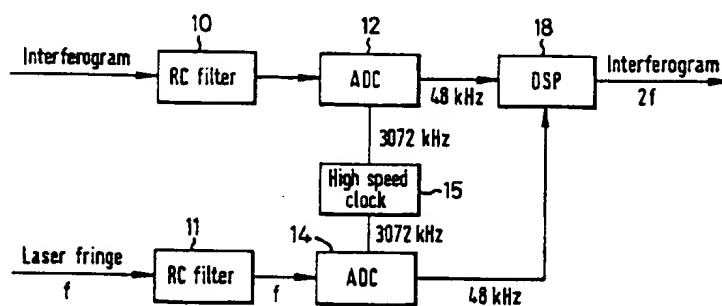 10
12
18
Interferogram
RC filter
ADC
48 kHz
DSP
Interferogram
2f
3072 kHz
High speed
clock
15
3072 kHz
11
14
Laser fringe
f
RC filter
f
ADC
48 kHz